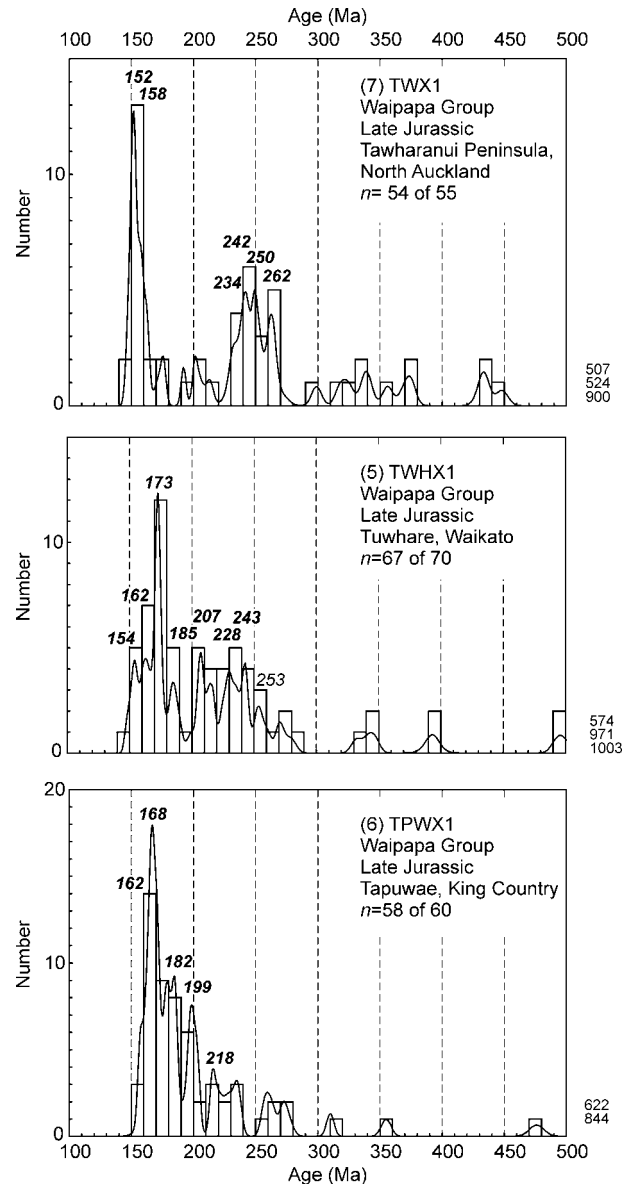 Age (Ma)
100 150 200 250 300 350 400 450 500
152
158
242
250
234
262
10
0
Number
(7) TWX1
Waipapa Group
Late Jurassic
Tawharanui Peninsula,
North Auckland
n= 54 of 55
507
524
900
173
162
154
185
207
228
243
253
10
0
Number
(5) TWHX1
Waipapa Group
Late Jurassic
Tuwhare, Waikato
n=67 of 70
574
971
1003
20
168
162
182
199
218
10
0
Number
(6) TPWX1
Waipapa Group
Late Jurassic
Tapuwae, King Country
n=58 of 60
622
844
100 150 200 250 300 350 400 450 500
Age (Ma)